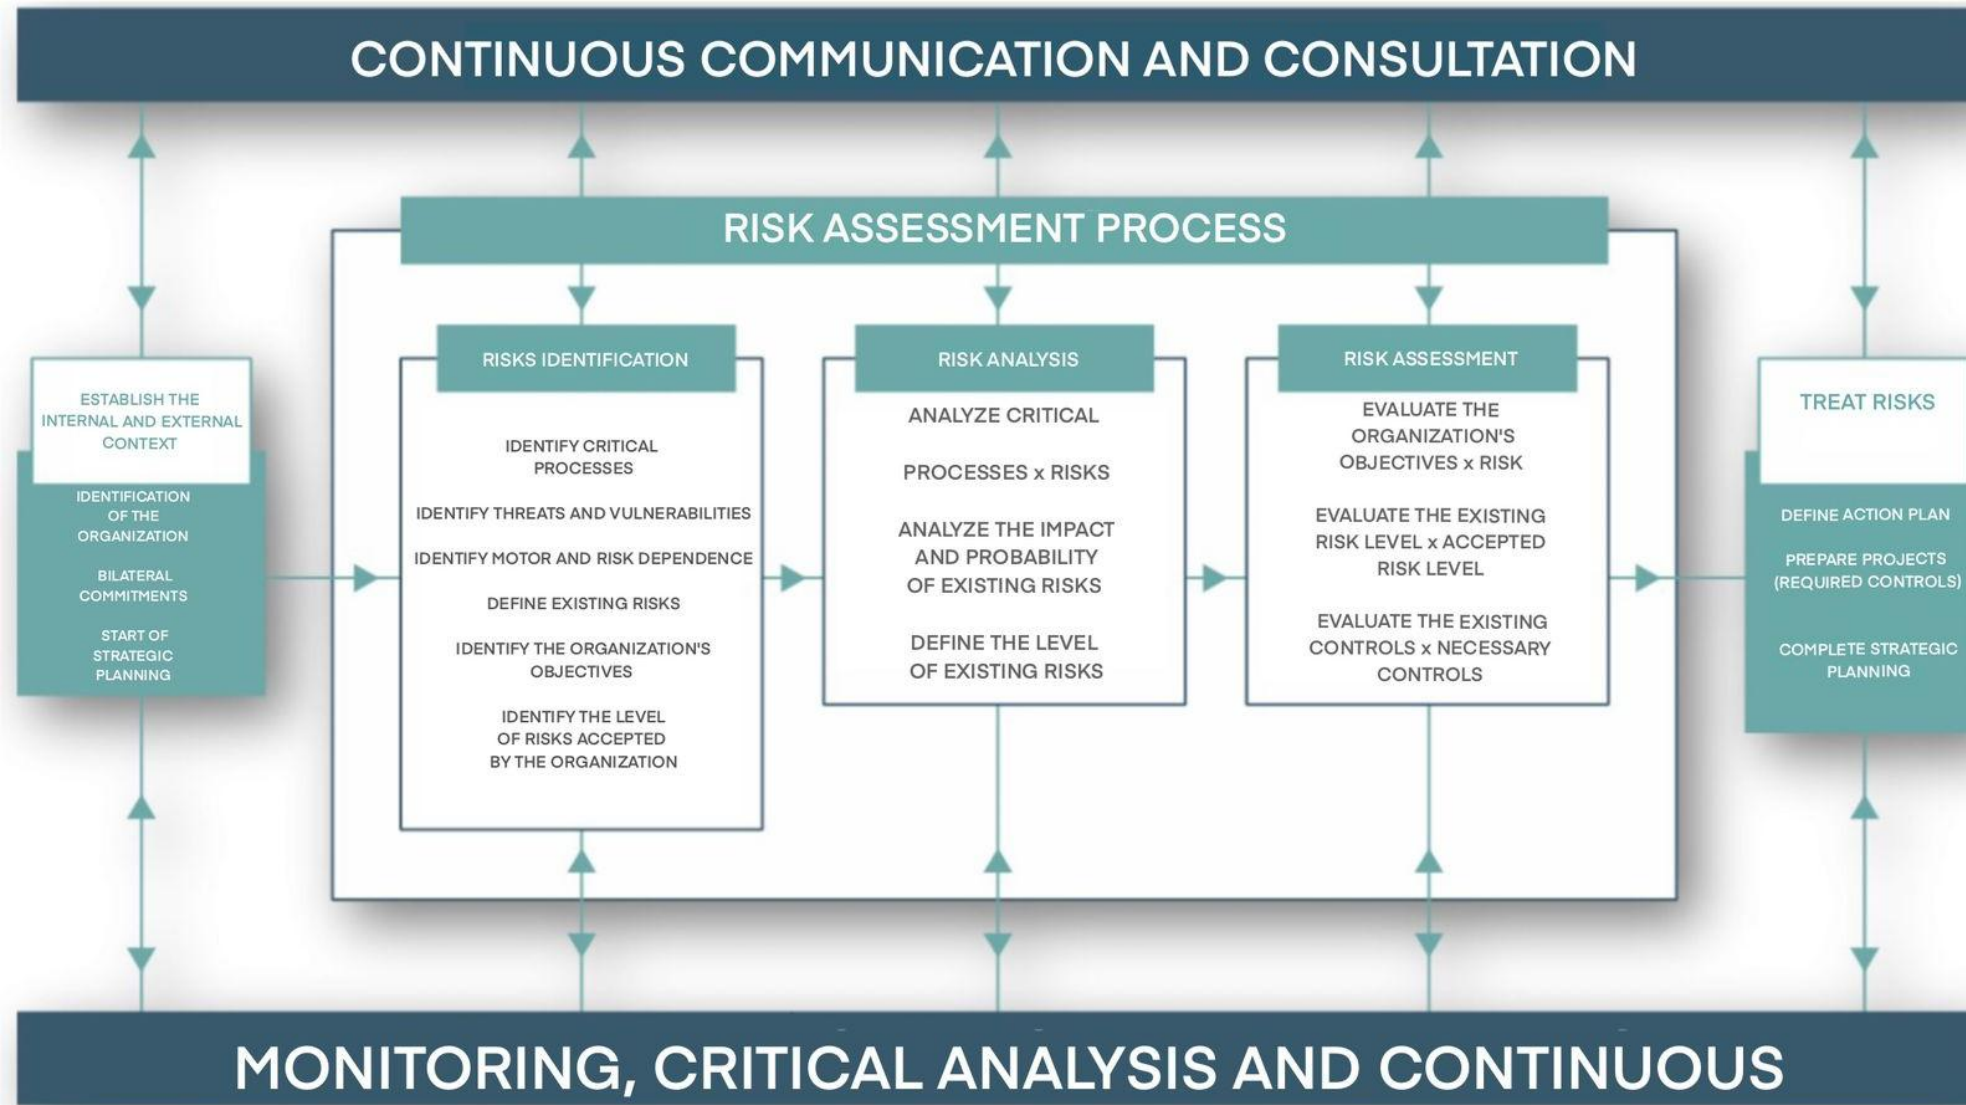 CONTINUOUS COMMUNICATION AND CONSULTATION
RISK ASSESSMENT PROCESS
ESTABLISH THE
INTERNAL AND EXTERNAL
CONTEXT
IDENTIFICATION
OF THE
ORGANIZATION
BILATERAL
COMMITMENTS
START OF
STRATEGIC
PLANNING
RISKS IDENTIFICATION
IDENTIFY CRITICAL
PROCESSES
IDENTIFY THREATS AND VULNERABILITIES
IDENTIFY MOTOR AND RISK DEPENDENCE
DEFINE EXISTING RISKS
IDENTIFY THE ORGANIZATION'S
OBJECTIVES
IDENTIFY THE LEVEL
OF RISKS ACCEPTED
BY THE ORGANIZATION
RISK ANALYSIS
ANALYZE CRITICAL
PROCESSES x RISKS
ANALYZE THE IMPACT
AND PROBABILITY
OF EXISTING RISKS
DEFINE THE LEVEL
OF EXISTING RISKS
RISK ASSESSMENT
EVALUATE THE
ORGANIZATION'S
OBJECTIVES x RISK
EVALUATE THE EXISTING
RISK LEVEL x ACCEPTED
RISK LEVEL
EVALUATE THE EXISTING
CONTROLS x NECESSARY
CONTROLS
TREAT RISKS
DEFINE ACTION PLAN
PREPARE PROJECTS
(REQUIRED CONTROLS)
COMPLETE STRATEGIC
PLANNING
MONITORING, CRITICAL ANALYSIS AND CONTINUOUS